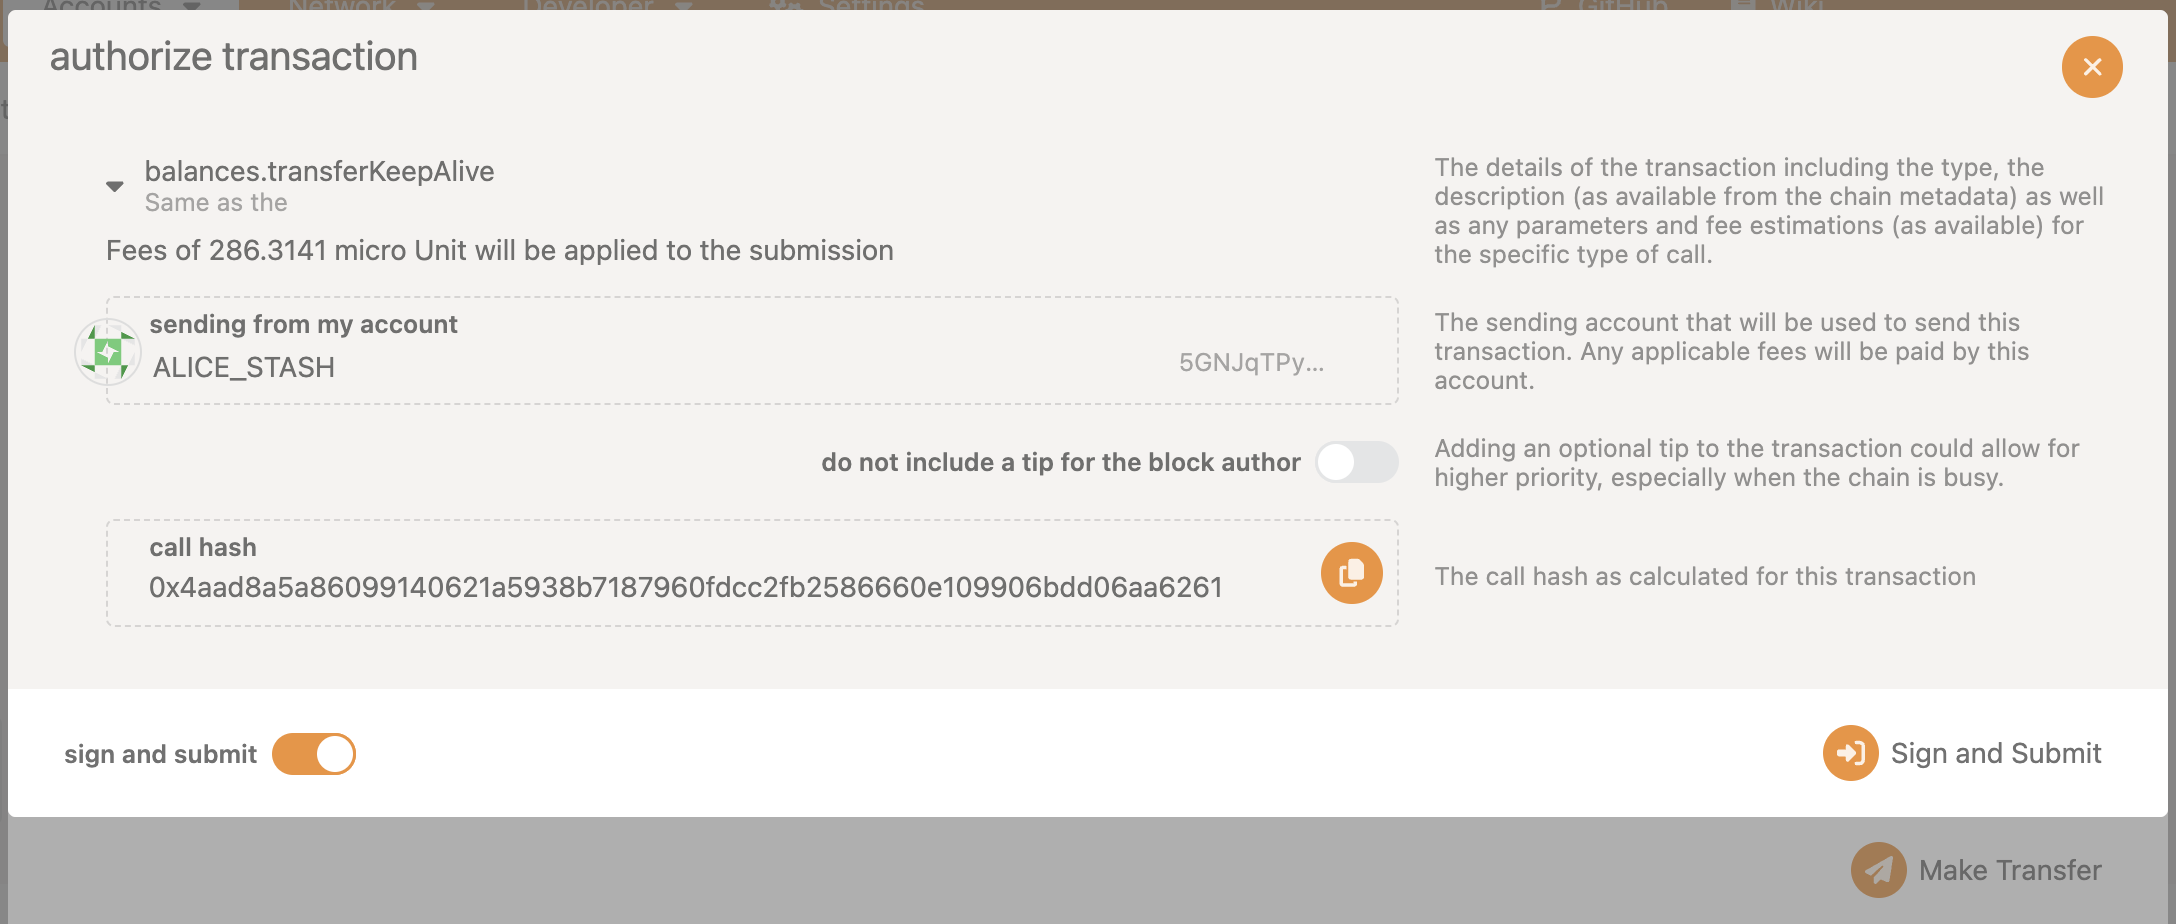 Accounts Network Developer Settings GitHub Wiki
authorize transaction
balances.transferKeepAlive
Same as the
Fees of 286.3141 micro Unit will be applied to the submission
The details of the transaction including the type, the
description (as available from the chain metadata) as well
as any parameters and fee estimations (as available) for
the specific type of call.
sending from my account
ALICE_STASH
5GNJqTPy...
The sending account that will be used to send this
transaction. Any applicable fees will be paid by this
account.
do not include a tip for the block author
Adding an optional tip to the transaction could allow for
higher priority, especially when the chain is busy.
call hash
0x4aad8a5a86099140621a5938b7187960fdcc2fb2586660e109906bdd06aa6261
The call hash as calculated for this transaction
sign and submit
Sign and Submit
Make Transfer